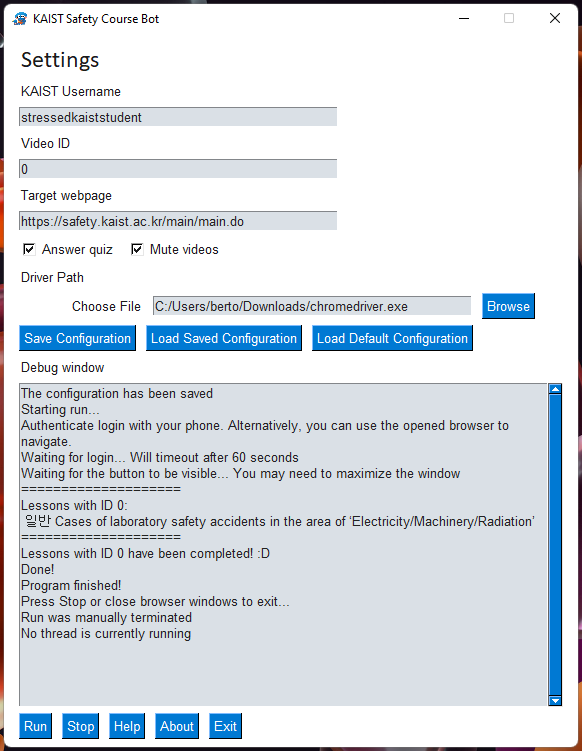 KAIST Safety Course Bot
Settings
KAIST Username
stressedkaiststudent
Video ID
0
Target webpage
https://safety.kaist.ac.kr/main/main.do
Answer quiz Mute videos
Driver Path
Choose File C:/Users/berto/Downloads/chromedriver.exe Browse
Save Configuration Load Saved Configuration Load Default Configuration
Debug window
The configuration has been saved
Starting run...
Authenticate login with your phone. Alternatively, you can use the opened browser to
navigate.
Waiting for login... Will timeout after 60 seconds
Waiting for the button to be visible... You may need to maximize the window
====================
Lessons with ID 0:
일반 Cases of laboratory safety accidents in the area of ‘Electricity/Machinery/Radiation’
====================
Lessons with ID 0 have been completed! :D
Done!
Program finished!
Press Stop or close browser windows to exit...
Run was manually terminated
No thread is currently running
Run Stop Help About Exit